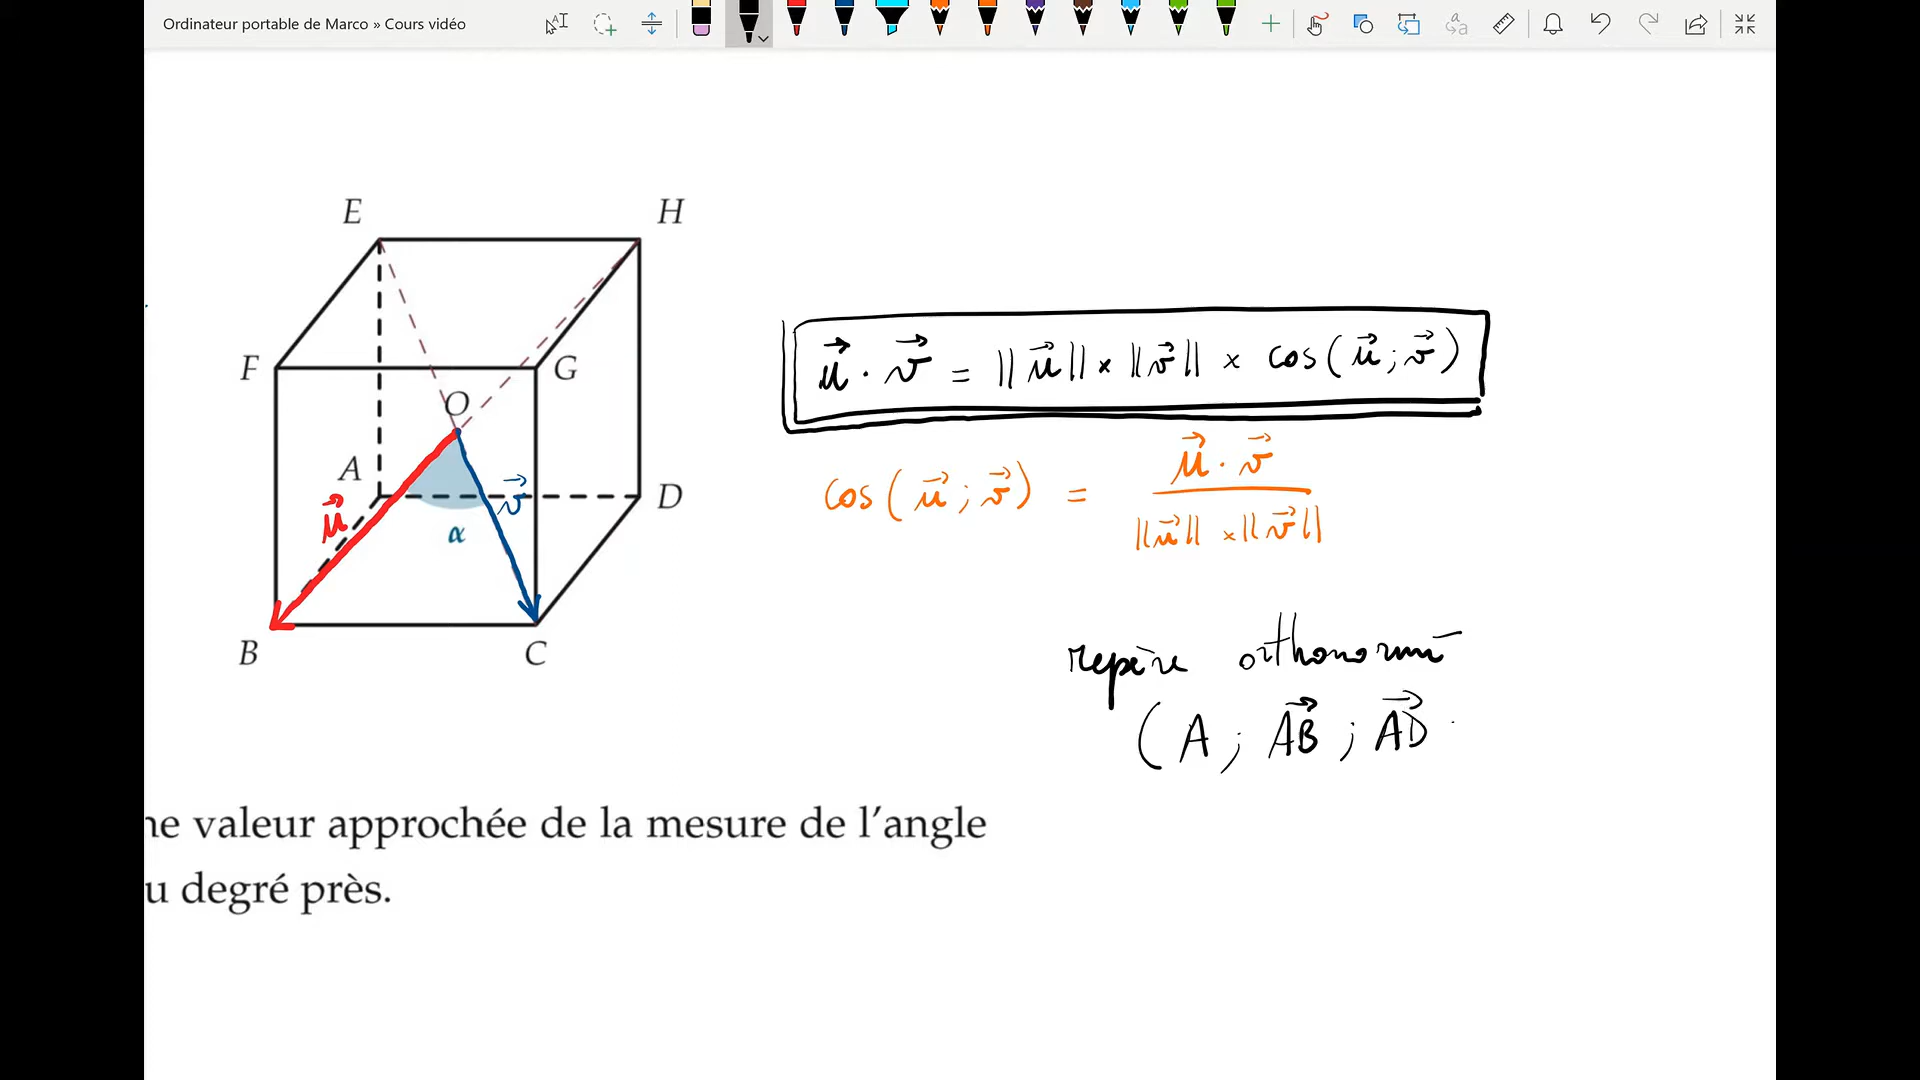 Ordinateur portable de Marco » Cours vidéo
E H
F G
O
A D
u⃗ v⃗
α
B C
u⃗ · v⃗ = ||u⃗|| × ||v⃗|| × cos(u⃗ ; v⃗)
cos(u⃗ ; v⃗) = u⃗ · v⃗ / ||u⃗|| × ||v⃗||
repère orthonormé
(A ; AB⃗ ; AD⃗
ne valeur approchée de la mesure de l'angle
u degré près.